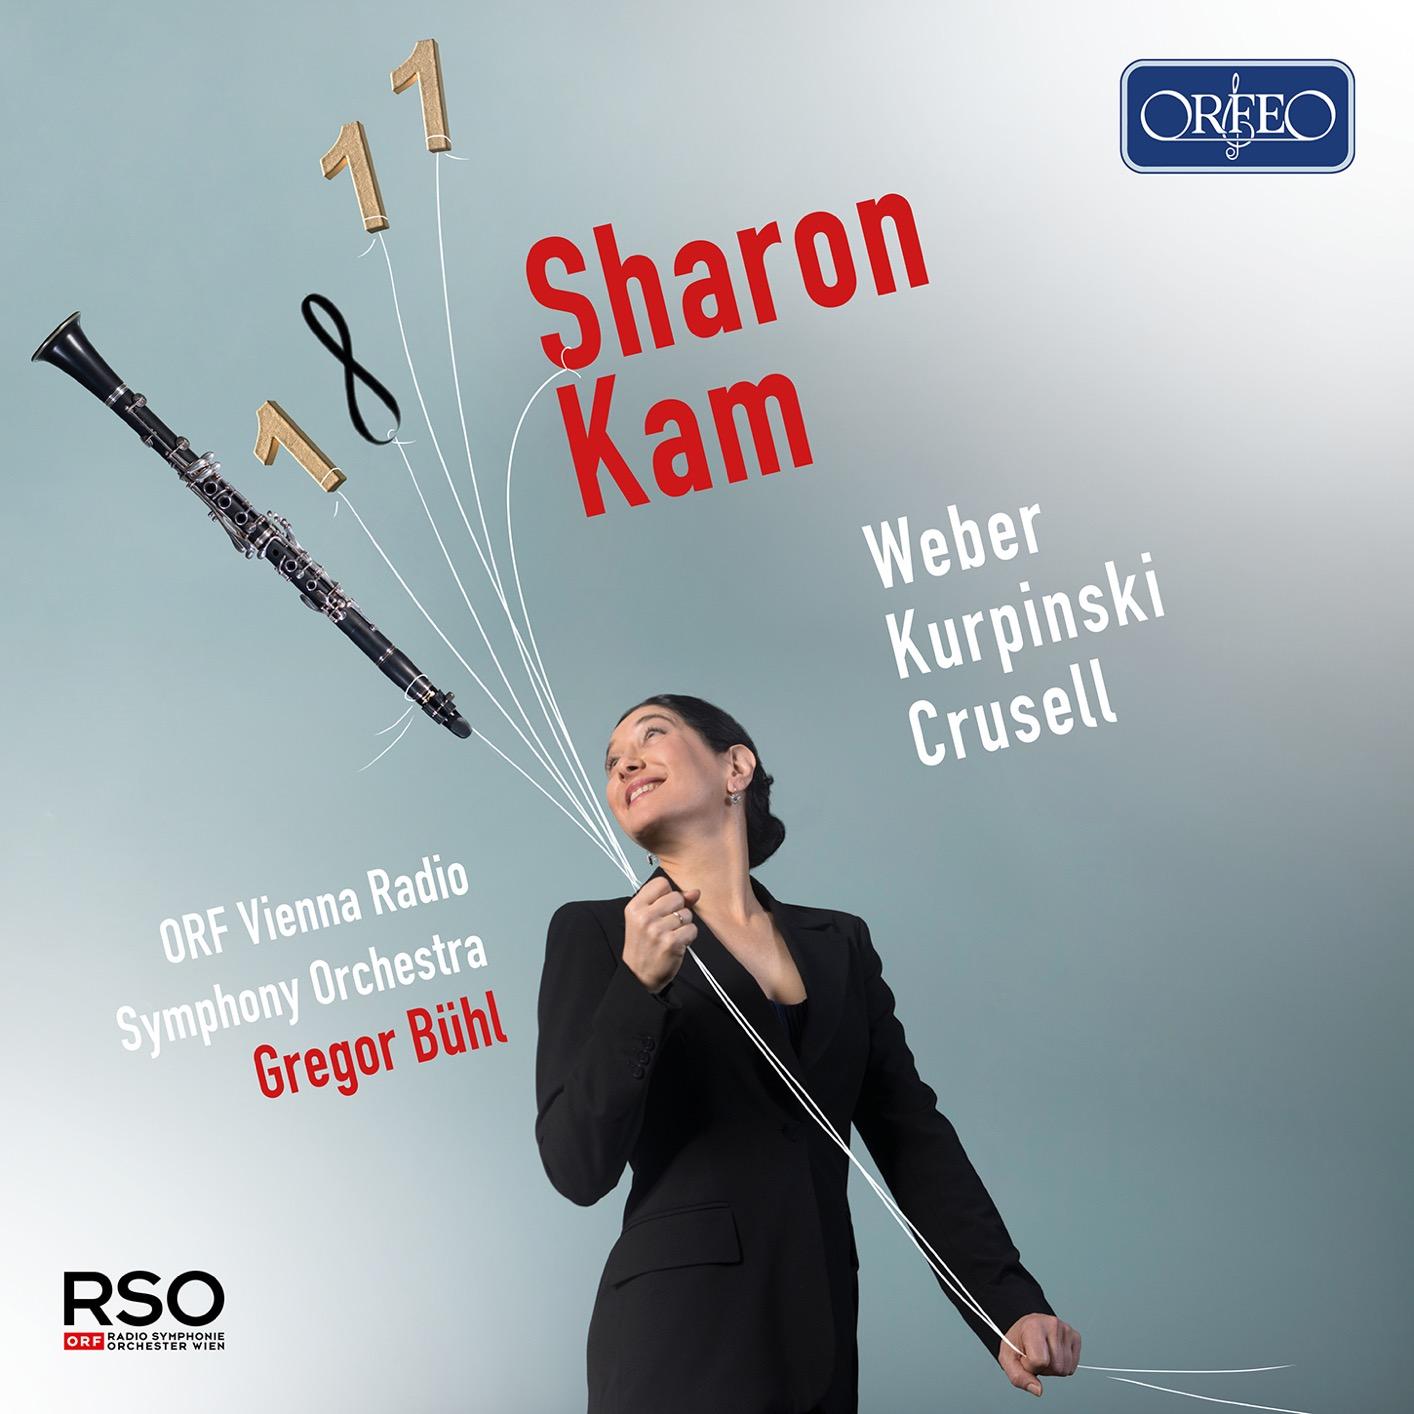 1811
ORFEO
Sharon
Kam
Weber
Kurpinski
Crusell
ORF Vienna Radio
Symphony Orchestra
Gregor Bühl
RSO
ORF RADIO SYMPHONIE
ORCHESTER WIEN